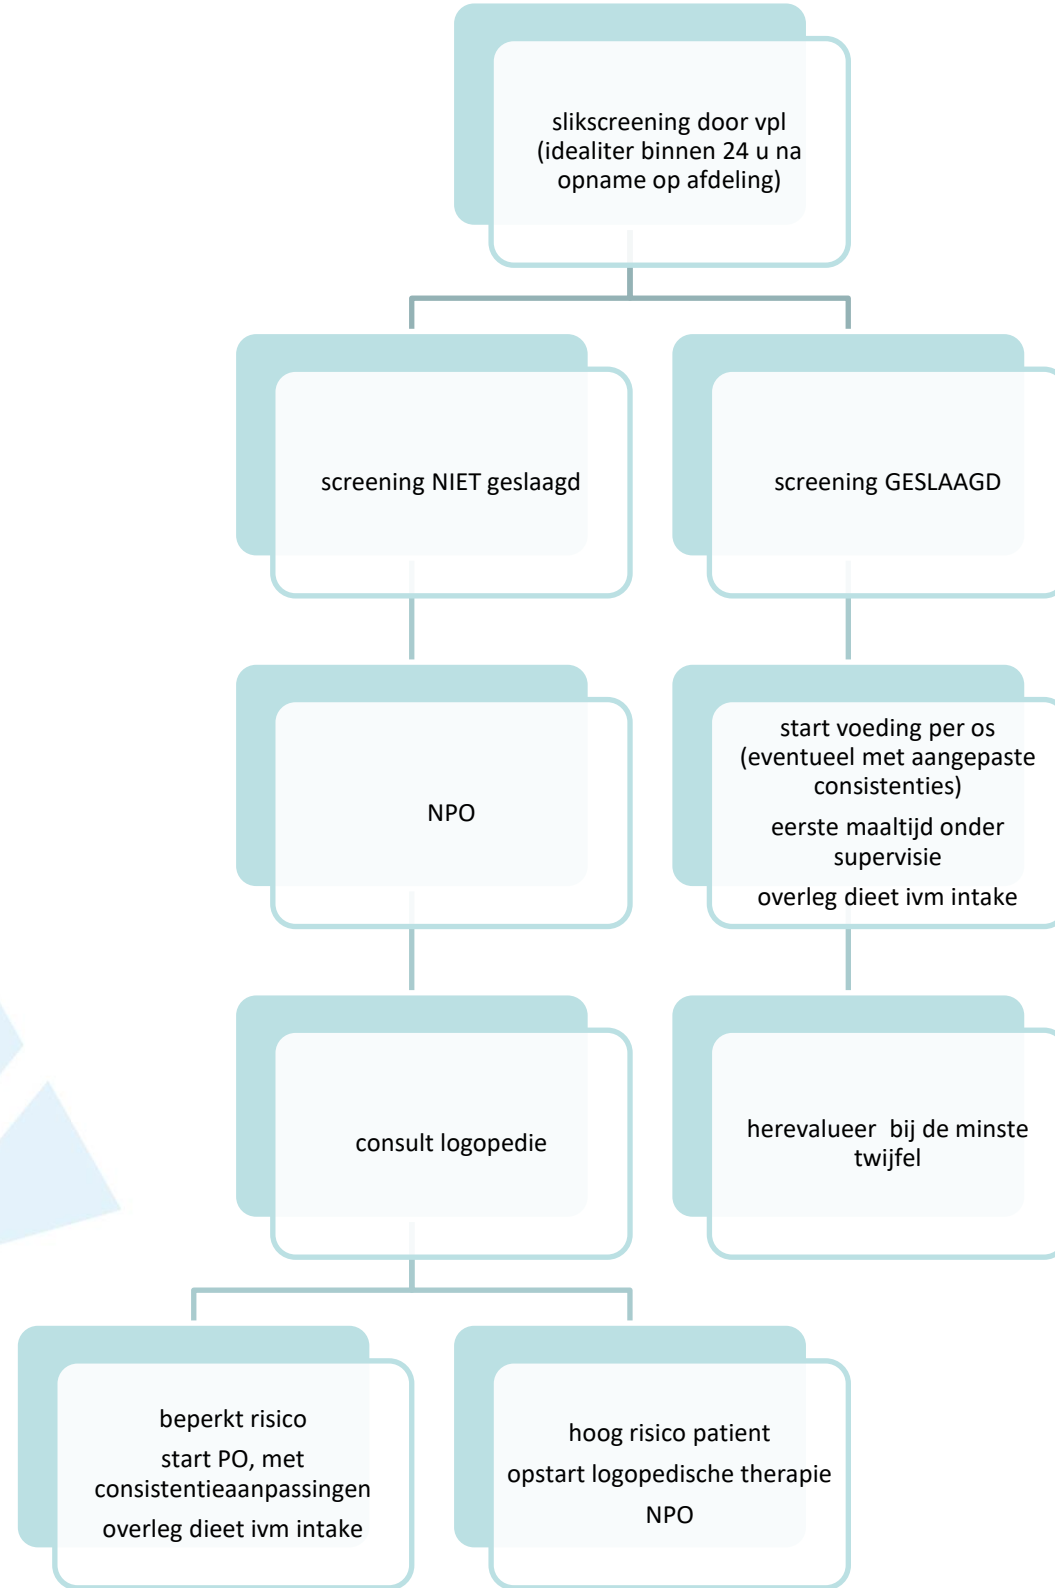 slikscreening door vpl
(idealiter binnen 24 u na
opname op afdeling)
screening NIET geslaagd
screening GESLAAGD
NPO
start voeding per os
(eventueel met aangepaste
consistenties)
eerste maaltijd onder
supervisie
overleg dieet ivm intake
consult logopedie
herevalueer  bij de minste
twijfel
beperkt risico
start PO, met
consistentieaanpassingen
overleg dieet ivm intake
hoog risico patient
opstart logopedische therapie
NPO